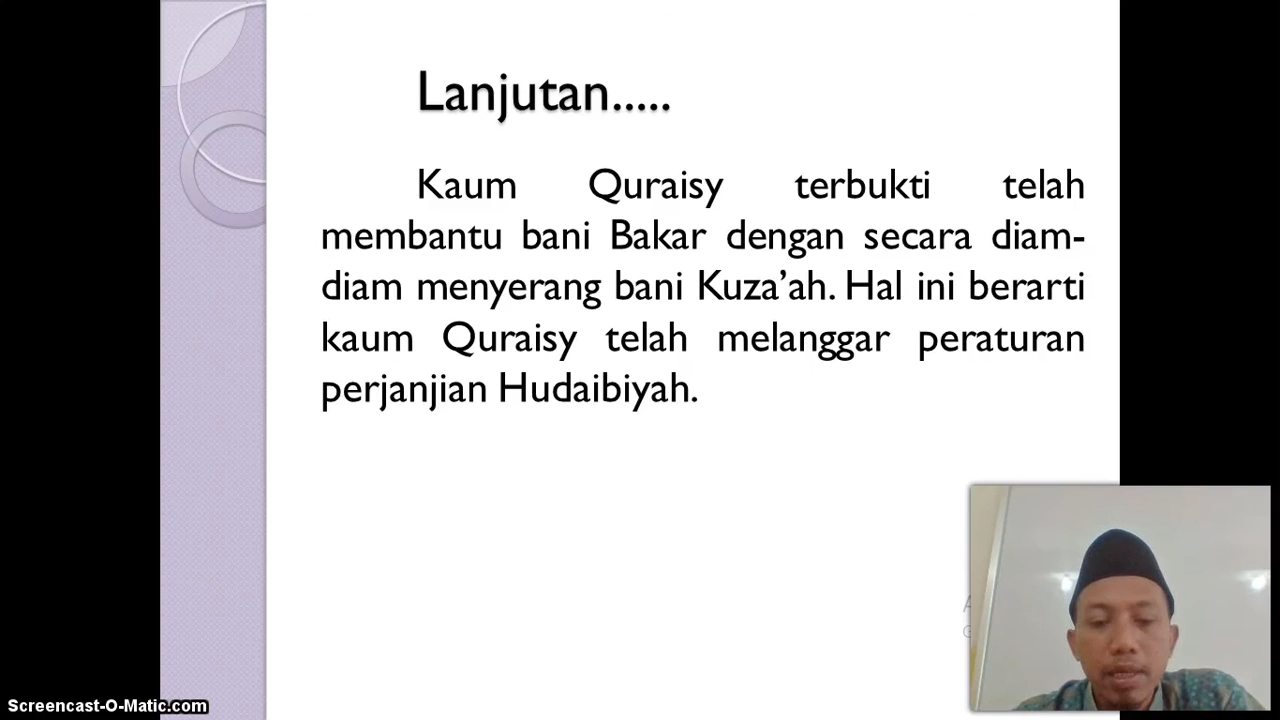 Lanjutan.....
Kaum Quraisy terbukti telah
membantu bani Bakar dengan secara diam-
diam menyerang bani Kuza’ah. Hal ini berarti
kaum Quraisy telah melanggar peraturan
perjanjian Hudaibiyah.
Screencast-O-Matic.com